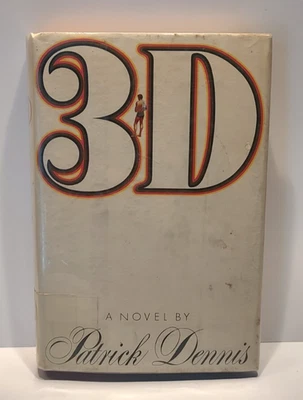 3D
A NOVEL BY
Patrick Dennis